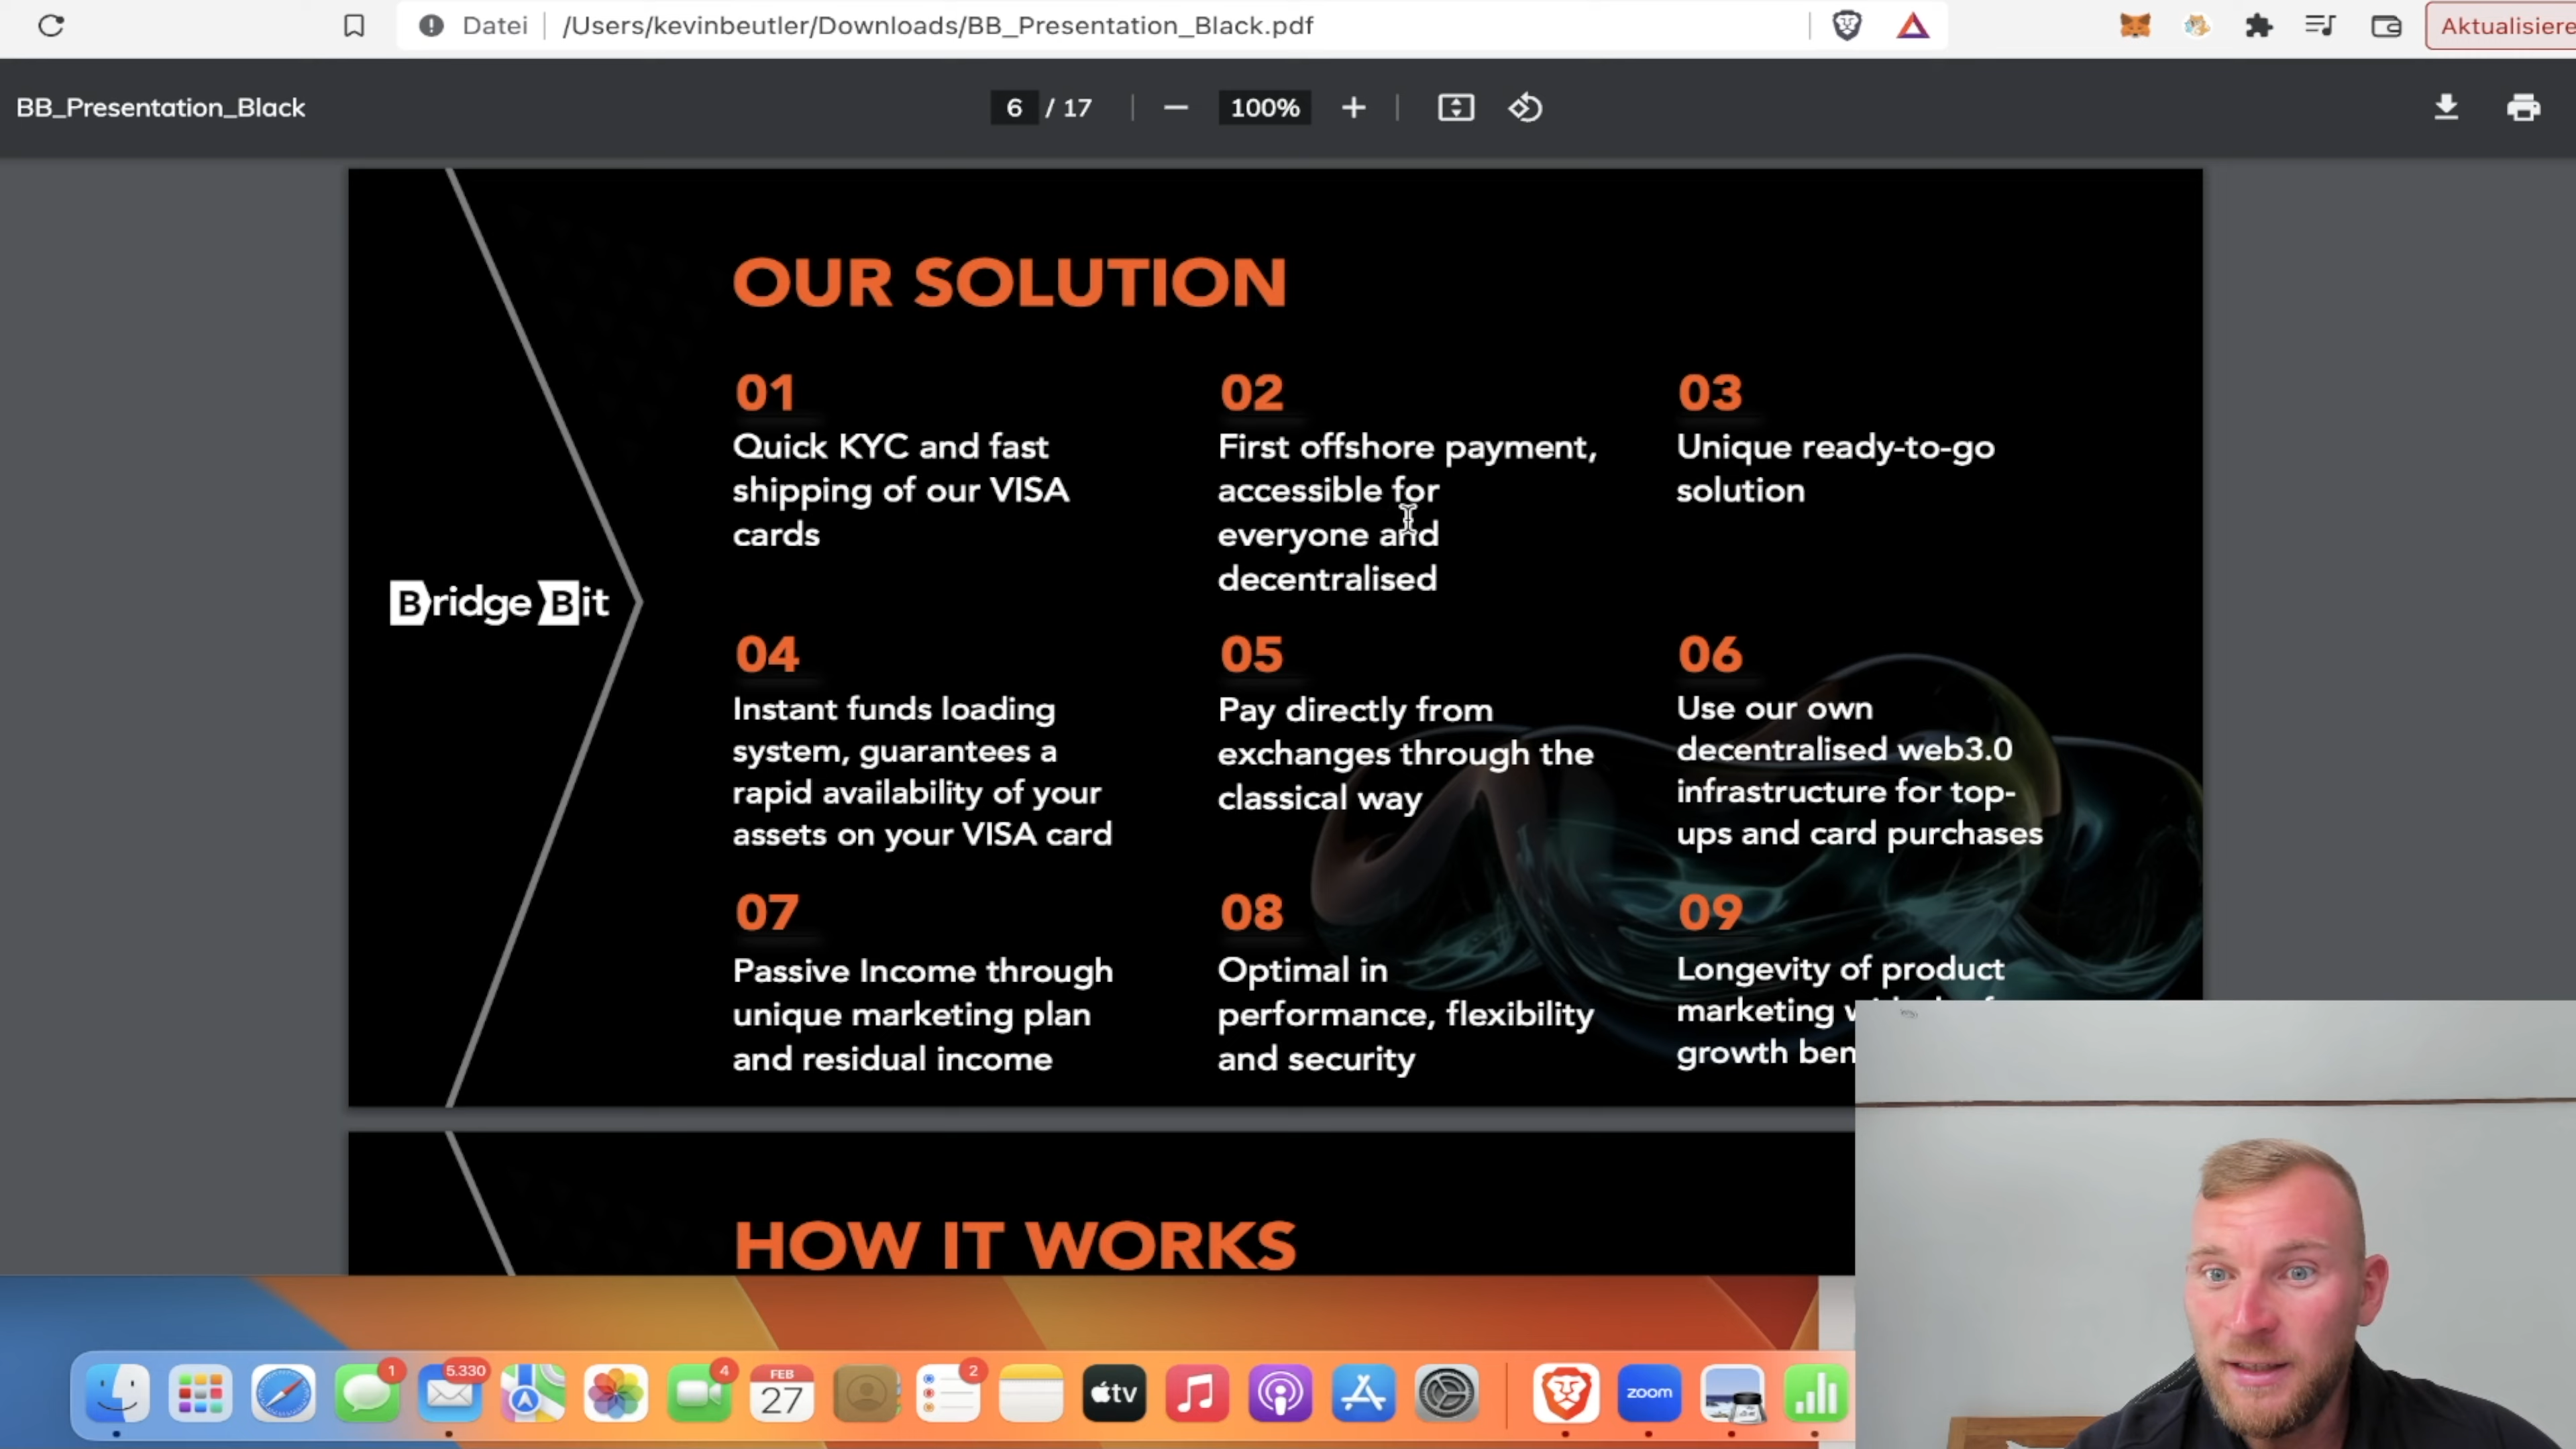 Datei
/Users/kevinbeutler/Downloads/BB_Presentation_Black.pdf
BB_Presentation_Black
6 / 17
100%
OUR SOLUTION
01
Quick KYC and fast
shipping of our VISA
cards
02
First offshore payment,
accessible for
everyone and
decentralised
03
Unique ready-to-go
solution
Bridge Bit
04
Instant funds loading
system, guarantees a
rapid availability of your
assets on your VISA card
05
Pay directly from
exchanges through the
classical way
06
Use our own
decentralised web3.0
infrastructure for top-
ups and card purchases
07
Passive Income through
unique marketing plan
and residual income
08
Optimal in
performance, flexibility
and security
09
Longevity of product
marketing
growth
HOW IT WORKS
1
5.330
4
FEB
27
2
tv
zoom